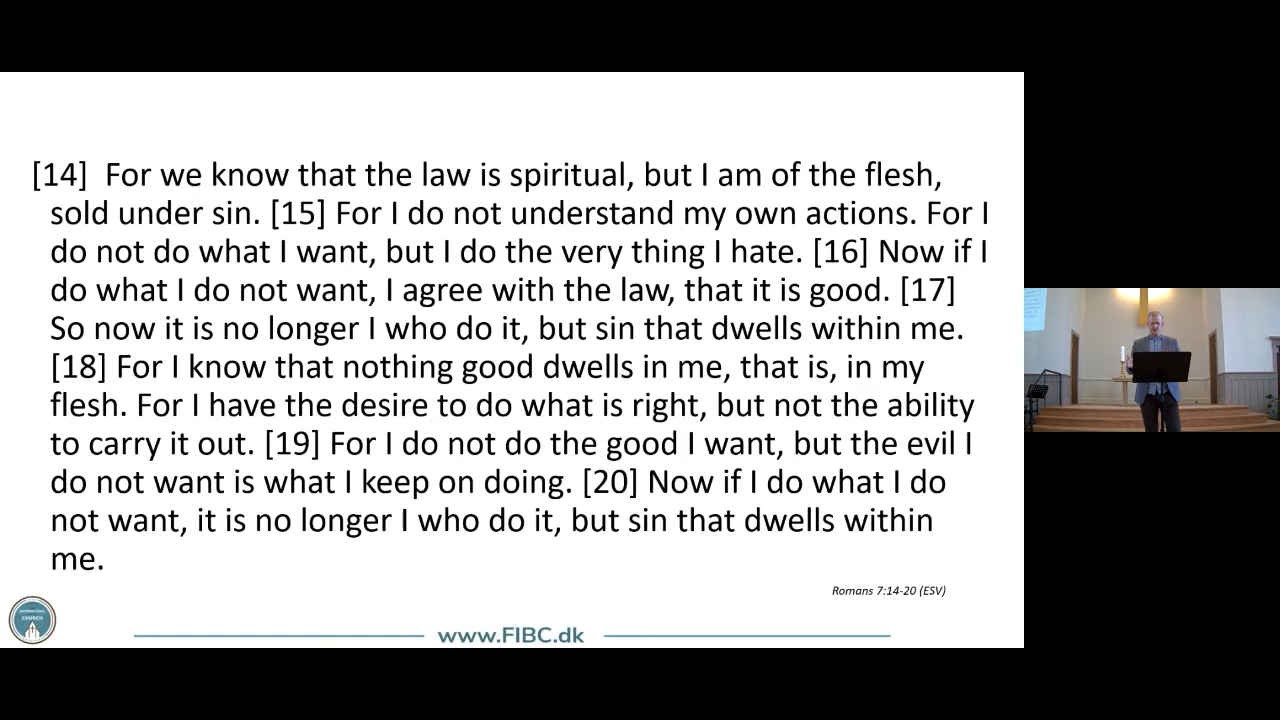 [14] For we know that the law is spiritual, but I am of the flesh,
sold under sin. [15] For I do not understand my own actions. For I
do not do what I want, but I do the very thing I hate. [16] Now if I
do what I do not want, I agree with the law, that it is good. [17]
So now it is no longer I who do it, but sin that dwells within me.
[18] For I know that nothing good dwells in me, that is, in my
flesh. For I have the desire to do what is right, but not the ability
to carry it out. [19] For I do not do the good I want, but the evil I
do not want is what I keep on doing. [20] Now if I do what I do
not want, it is no longer I who do it, but sin that dwells within
me.
Romans 7:14-20 (ESV)
INTERNATIONAL
CHURCH
www.FIBC.dk